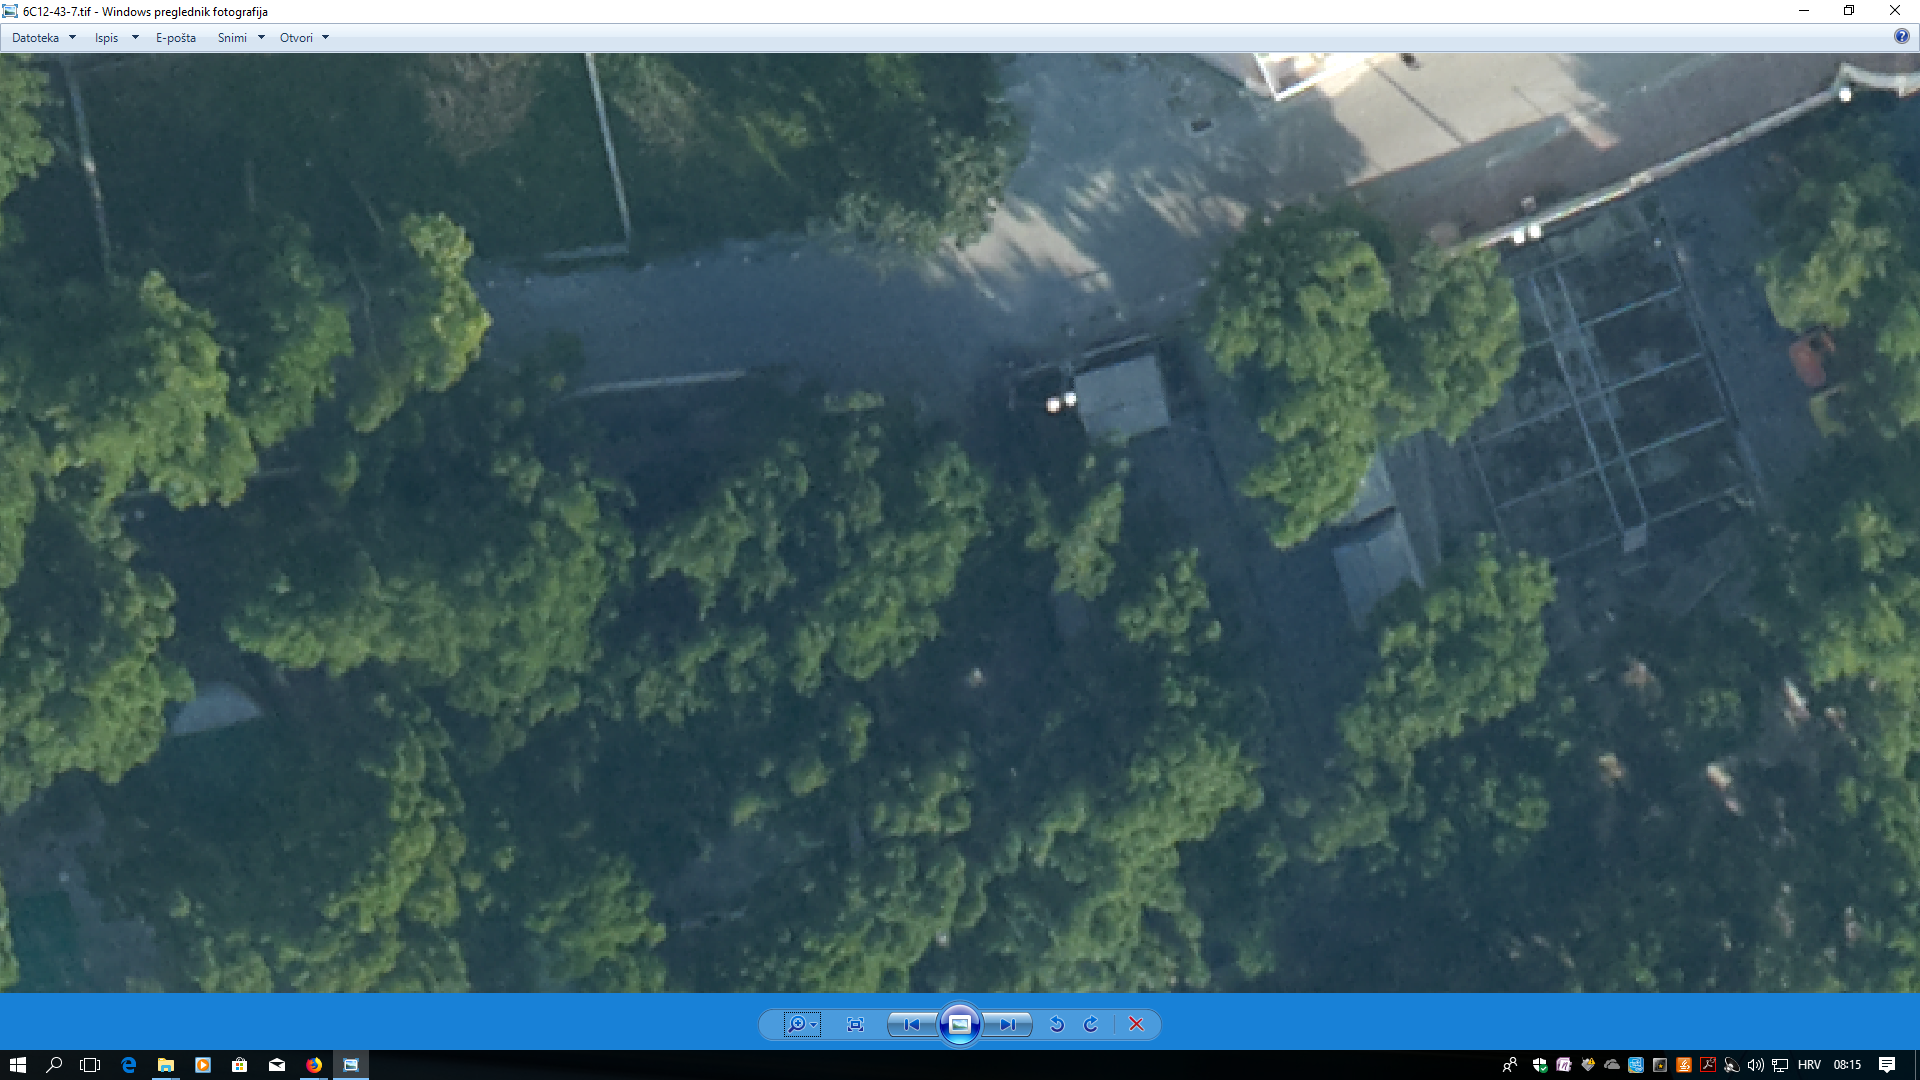 6C12-43-7.tif - Windows preglednik fotografija
Datoteka Ispis E-pošta Snimi Otvori
HRV 08:15